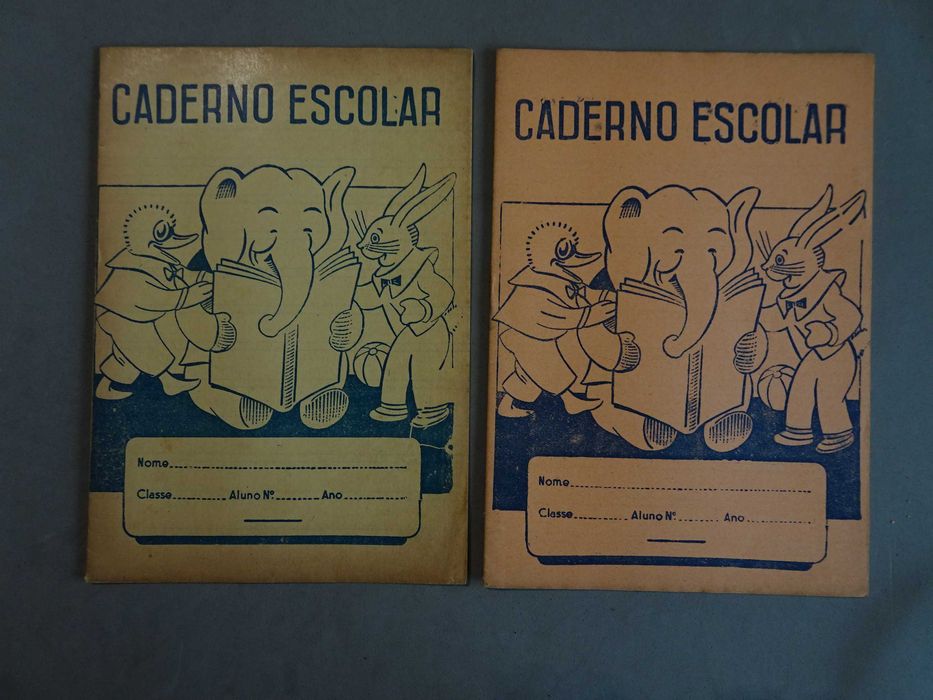 CADERNO ESCOLAR
Nome
Classe Aluno Nº Ano
CADERNO ESCOLAR
Nome
Classe Aluno Nº Ano